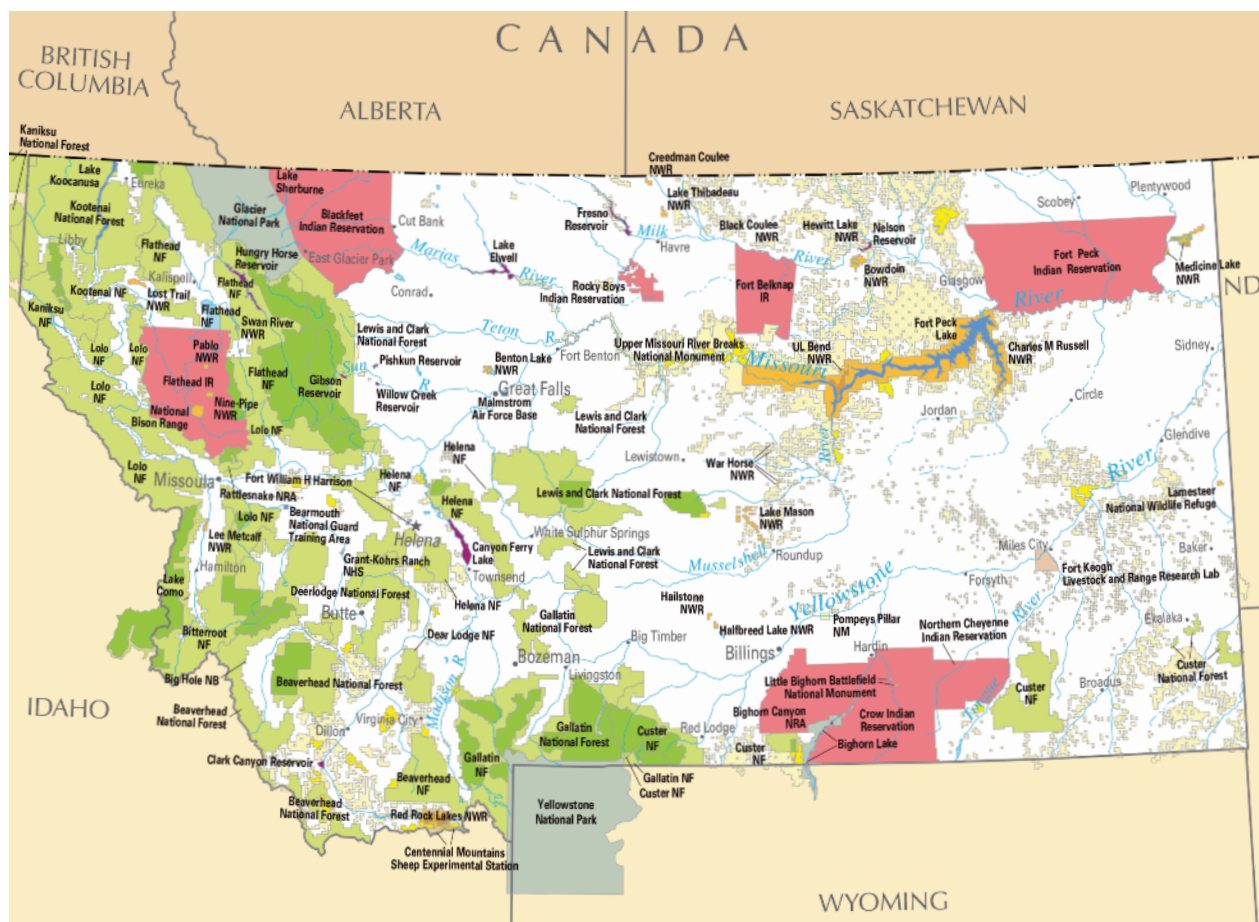 CANADA
BRITISH
COLUMBIA
ALBERTA
SASKATCHEWAN
Kaniksu
National Forest
Creedman Coulee
NWR
Lake
Koocanusa
Eureka
Lake
Sherburne
Glacier
National Park
Blackfeet
Indian Reservation
Cut Bank
Fresno
Reservoir
Lake Thibadeau
NWR
Black Coulee
NWR
Hewitt Lake
NWR
Nelson
Reservoir
Scobey
Plentywood
Kootenai
National Forest
Libby
Flathead
NF
Hungry Horse
Reservoir
East Glacier Park
Marias
River
Lake
Elwell
Milk
River
Havre
Bowdoin
NWR
Glasgow
Fort Peck
Indian Reservation
Medicine Lake
NWR
ND
Kalispell
Kootenai NF
Lost Trail
NWR
Flathead
NF
Flathead
NF
Swan River
NWR
Conrad
Rocky Boys
Indian Reservation
Fort Belknap
IR
River
Kaniksu
NF
Lolo
NF
Lolo
NF
Pablo
NWR
Flathead IR
Flathead
NF
Gibson
Reservoir
Lewis and Clark
National Forest
Teton
R
Pishkun Reservoir
Sun
R
Benton Lake
NWR
Fort Benton
Upper Missouri River Breaks
National Monument
Missouri
UL Bend
NWR
Fort Peck
Lake
Charles M Russell
NWR
Sidney
Lolo
NF
Nine-Pipe
NWR
National
Bison Range
Willow Creek
Reservoir
Great Falls
Malmstrom
Air Force Base
Lewis and Clark
National Forest
Jordan
Circle
Lolo NF
Lolo
NF
Missoula
Fort William H Harrison
Helena
NF
Helena
NF
Lewistown
War Horse
NWR
River
Glendive
River
Rattlesnake NRA
Lolo NF
Bearmouth
National Guard
Training Area
Helena
NF
Lewis and Clark National Forest
Lake Mason
NWR
Lamesteer
National Wildlife Refuge
Lee Metcalf
NWR
Hamilton
Grant-Kohrs Ranch
NHS
Helena
Canyon Ferry
Lake
Townsend
White Sulphur Springs
Lewis and Clark
National Forest
Musselshell
Roundup
Miles City
Baker
Fort Keogh
Livestock and Range Research Lab
Lake
Como
Deerlodge National Forest
Butte
Helena NF
Gallatin
National Forest
Hailstone
NWR
Yellowstone
Forsyth
River
Bitterroot
NF
Dear Lodge NF
Big Timber
Halfbreed Lake NWR
Pompeys Pillar
NM
Northern Cheyenne
Indian Reservation
Ekalaka
Big Hole NB
Beaverhead National Forest
Madison R
Bozeman
Livingston
Billings
Hardin
Little Bighorn Battlefield
National Monument
Custer
National Forest
IDAHO
Beaverhead
National Forest
Virginia City
Dillon
Gallatin
National Forest
Custer
NF
Red Lodge
Bighorn Canyon
NRA
Crow Indian
Reservation
Tongue
Custer
NF
Broadus
Clark Canyon Reservoir
Gallatin
NF
Custer
NF
Bighorn Lake
Beaverhead
NF
Gallatin NF
Custer NF
Beaverhead
National Forest
Red Rock Lakes NWR
Yellowstone
National Park
Centennial Mountains
Sheep Experimental Station
WYOMING